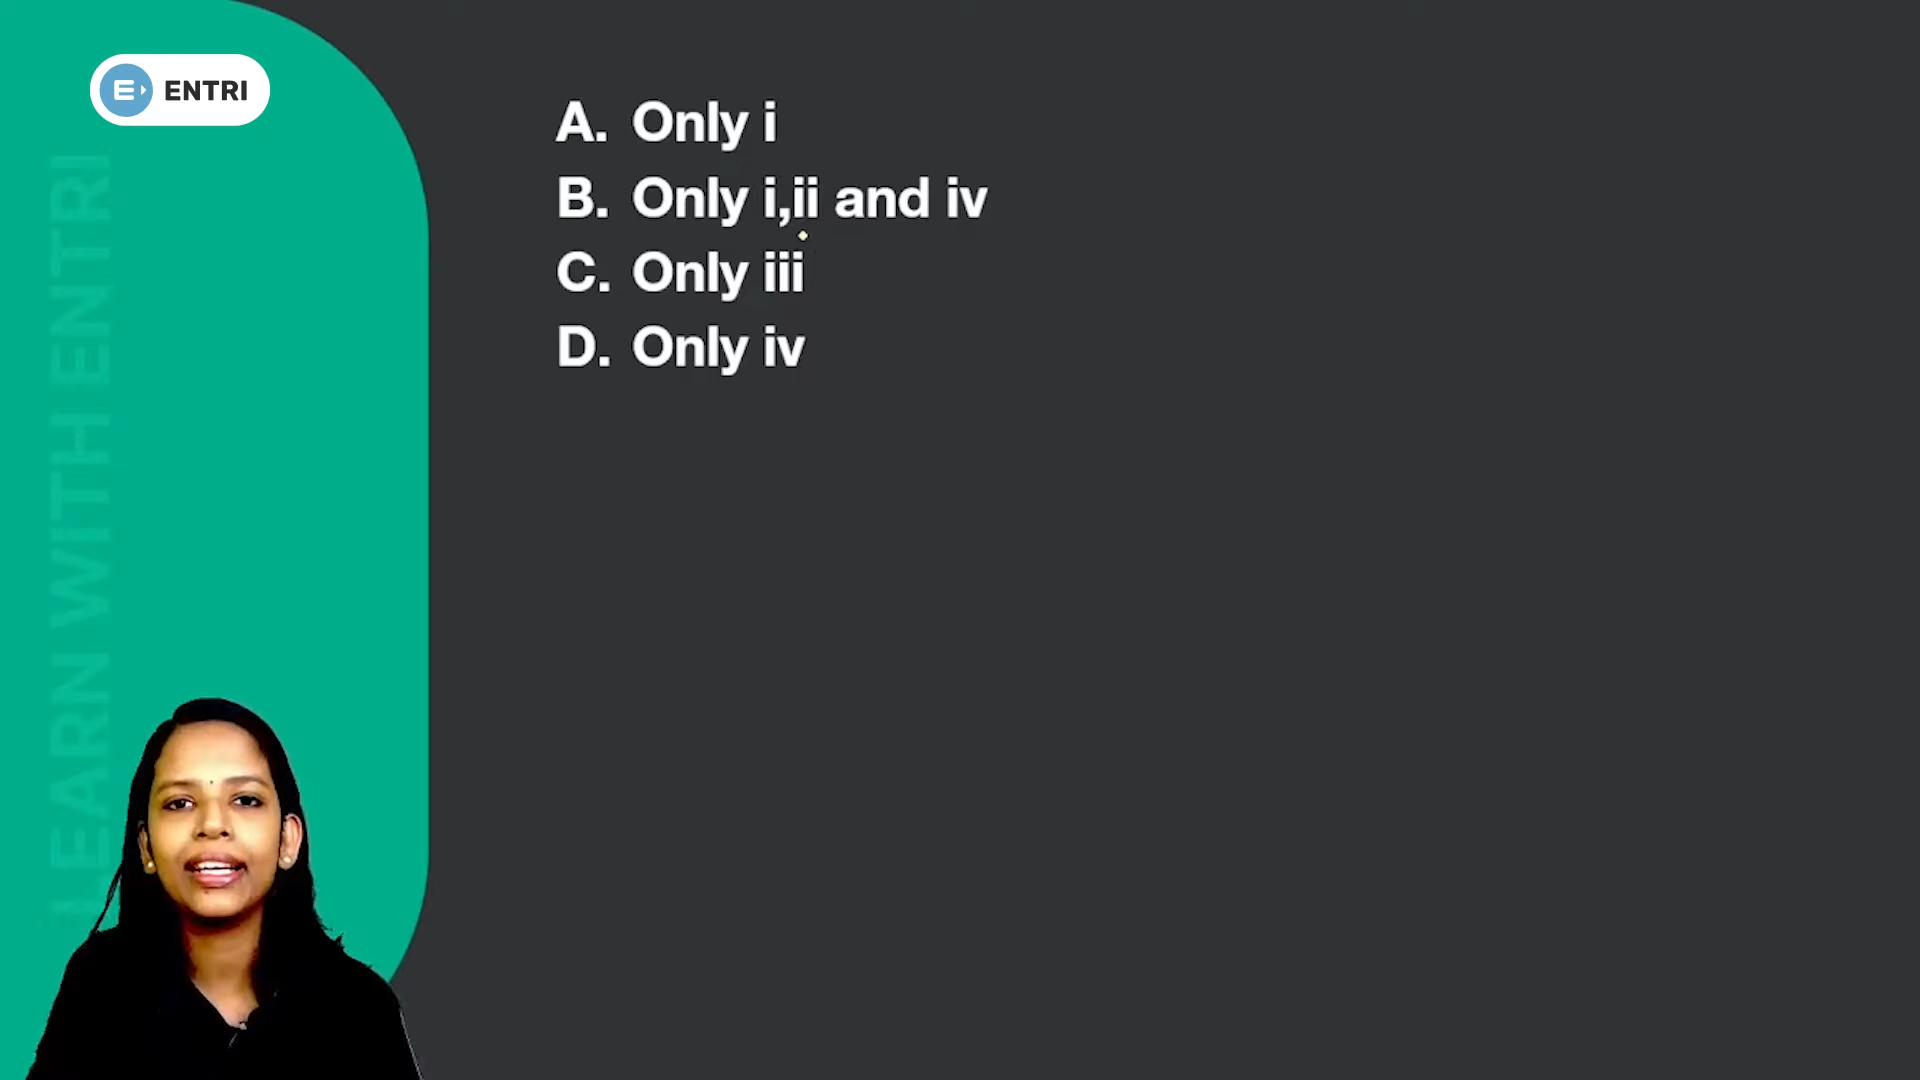 ENTRI
LEARN WITH ENTRI
A. Only i
B. Only i,ii and iv
C. Only iii
D. Only iv